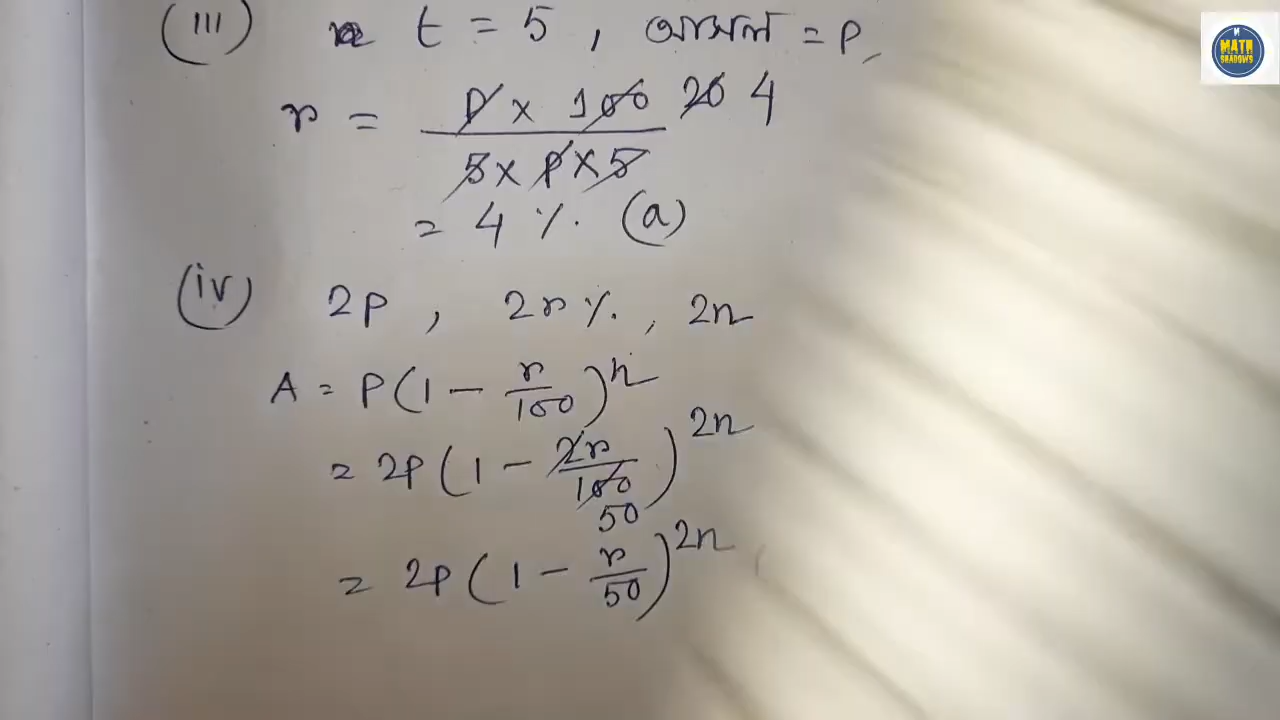 (iii) t = 5 , আসল = P,
r = P × 100 20 4 / 5 × P × 5
= 4 %. (a)
(iv) 2P , 2r %. , 2n
A = P(1 - r/100)^n
= 2P(1 - 2r/100 50)^2n
= 2P(1 - r/50)^2n
M
MATH
SHADOWS